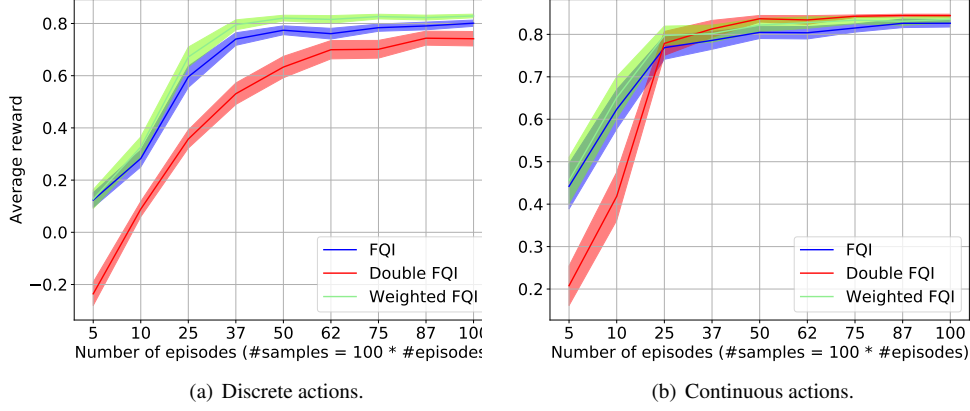 0.8
0.6
0.4
0.2
0.0
−0.2
Average reward
FQI
Double FQI
Weighted FQI
5 10 25 37 50 62 75 87 100
Number of episodes (#samples = 100 * #episodes
(a) Discrete actions.
0.8
0.7
0.6
0.5
0.4
0.3
0.2
FQI
Double FQI
Weighted FQI
5 10 25 37 50 62 75 87 100
Number of episodes (#samples = 100 * #episodes)
(b) Continuous actions.